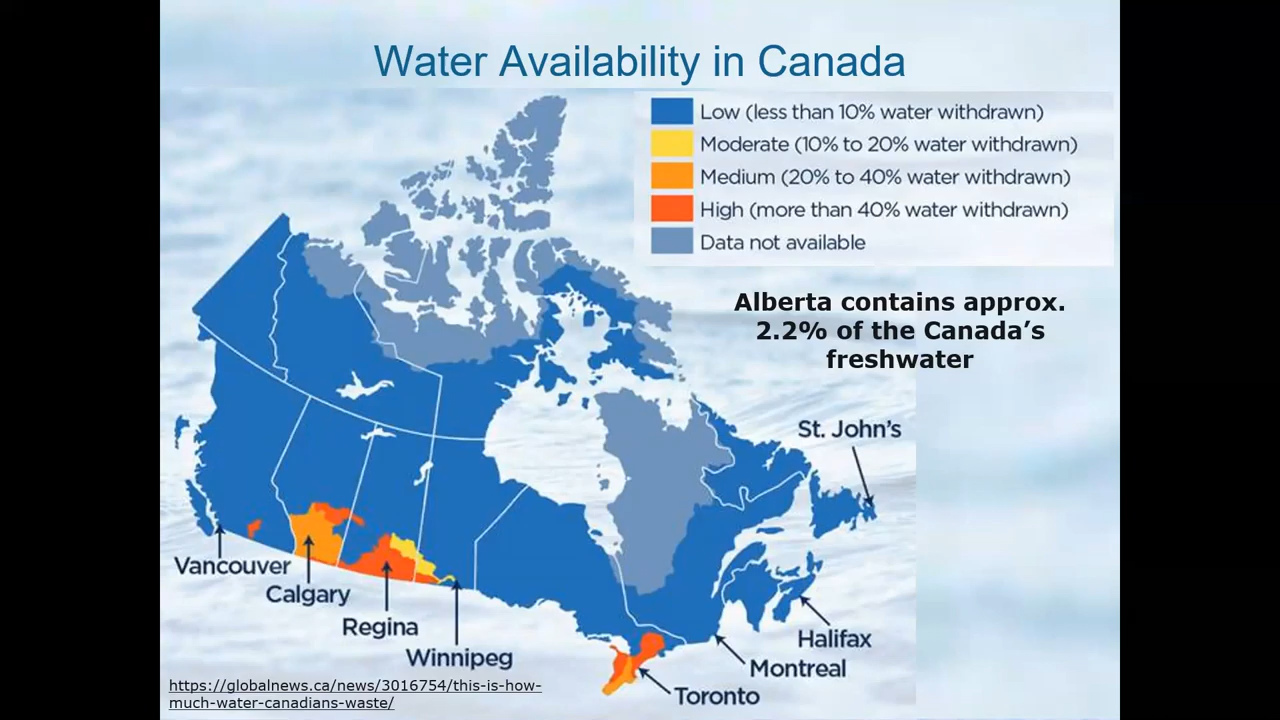 Water Availability in Canada
Low (less than 10% water withdrawn)
Moderate (10% to 20% water withdrawn)
Medium (20% to 40% water withdrawn)
High (more than 40% water withdrawn)
Data not available
Alberta contains approx.
2.2% of the Canada’s
freshwater
St. John’s
Vancouver
Calgary
Regina
Winnipeg
Halifax
Montreal
Toronto
https://globalnews.ca/news/3016754/this-is-how-
much-water-canadians-waste/